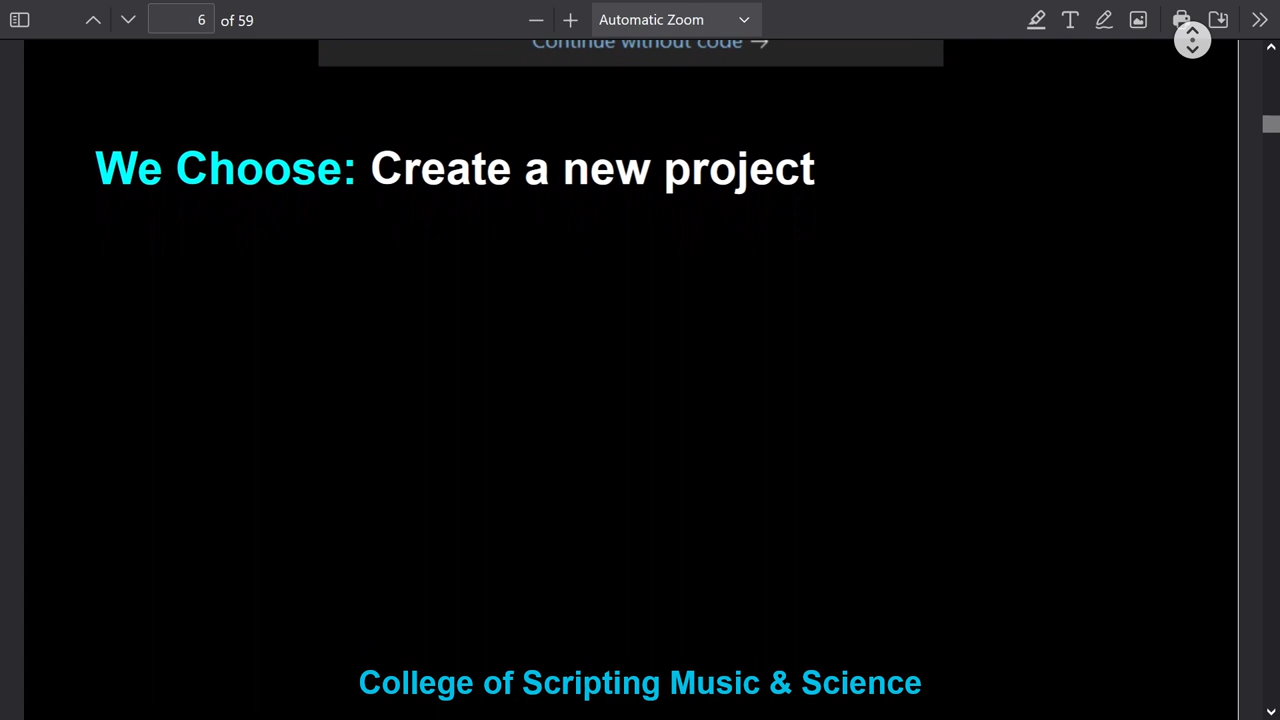 6 of 59 Automatic Zoom
Continue without code →
We Choose: Create a new project
College of Scripting Music & Science